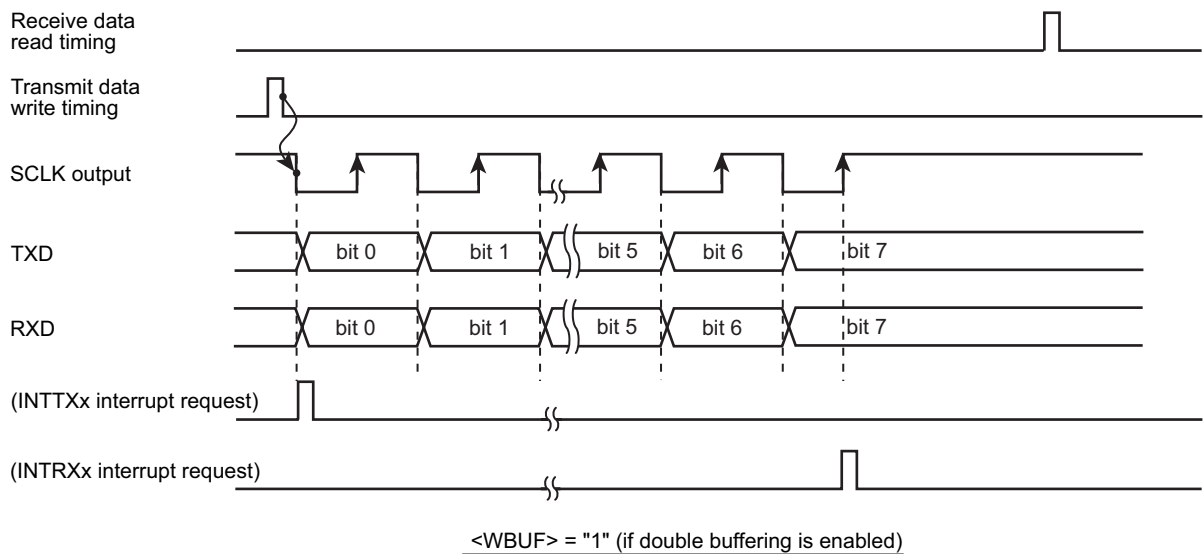 Receive data
read timing
Transmit data
write timing
SCLK output
TXD
bit 0 bit 1 bit 5 bit 6 bit 7
RXD
bit 0 bit 1 bit 5 bit 6 bit 7
(INTTXx interrupt request)
(INTRXx interrupt request)
<WBUF> = "1" (if double buffering is enabled)